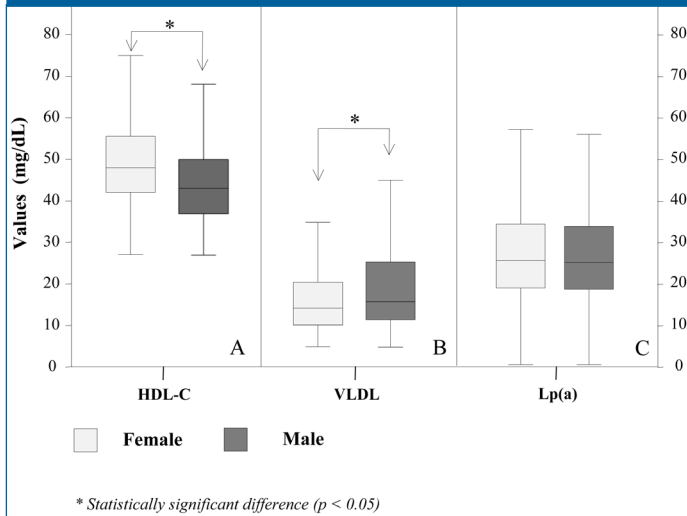 80
70
60
50
40
30
20
10
0
Values (mg/dL)
*
*
80
70
60
50
40
30
20
10
0
A
B
C
HDL-C
VLDL
Lp(a)
Female
Male
* Statistically significant difference (p < 0.05)